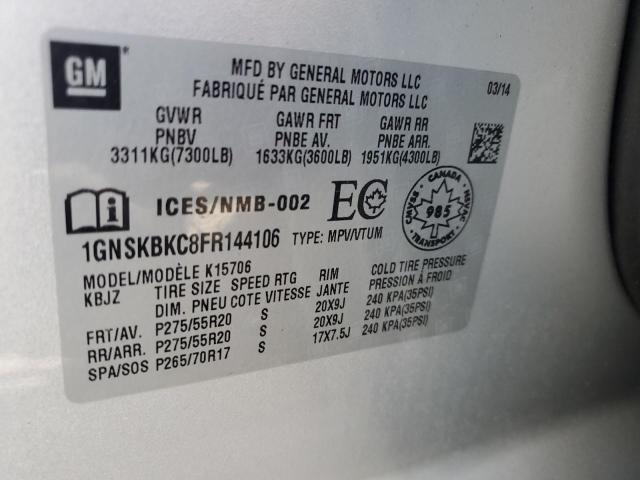 GM
MFD BY GENERAL MOTORS LLC
FABRIQUÉ PAR GENERAL MOTORS LLC
03/14
GVWR GAWR FRT GAWR RR
PNBV PNBE AV. PNBE ARR.
3311KG(7300LB) 1633KG(3600LB) 1951KG(4300LB)
ICES/NMB-002 EC
CANADA
CMVSS 985 NSVAC
TRANSPORT
1GNSKBKC8FR144106 TYPE: MPV/VTUM
MODEL/MODÈLE K15706
KBJZ TIRE SIZE SPEED RTG RIM COLD TIRE PRESSURE
DIM. PNEU COTE VITESSE JANTE PRESSION À FROID
FRT/AV. P275/55R20 S 20X9J 240 KPA(35PSI)
RR/ARR. P275/55R20 S 20X9J 240 KPA(35PSI)
SPA/SOS P265/70R17 S 17X7.5J 240 KPA(35PSI)